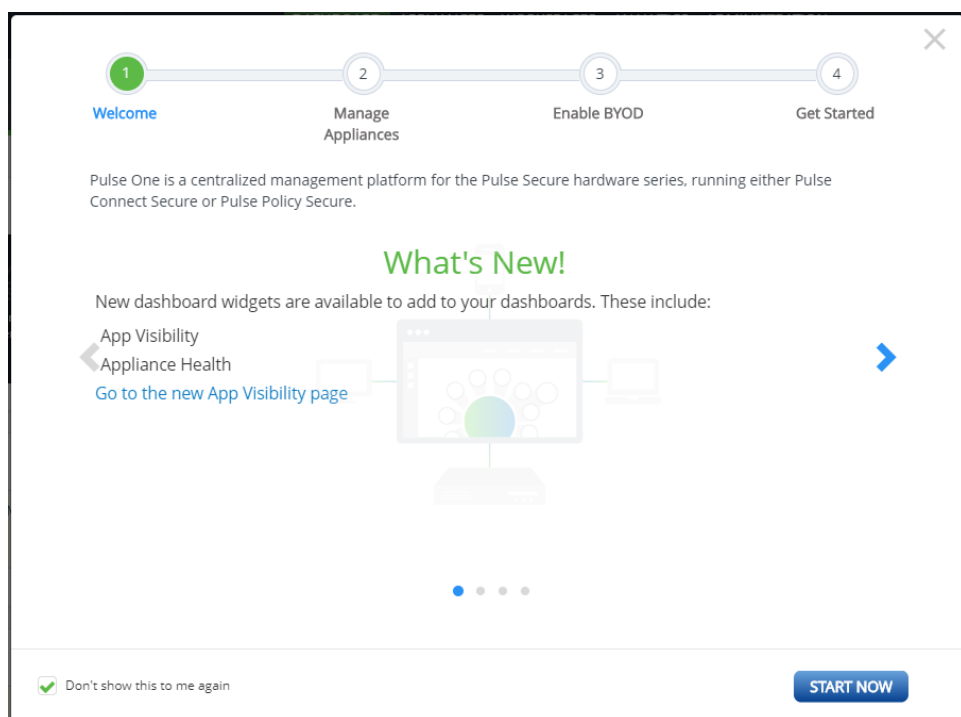 1
2
3
4
Welcome
Manage
Appliances
Enable BYOD
Get Started
Pulse One is a centralized management platform for the Pulse Secure hardware series, running either Pulse
Connect Secure or Pulse Policy Secure.
What's New!
New dashboard widgets are available to add to your dashboards. These include:
App Visibility
Appliance Health
Go to the new App Visibility page
Don't show this to me again
START NOW